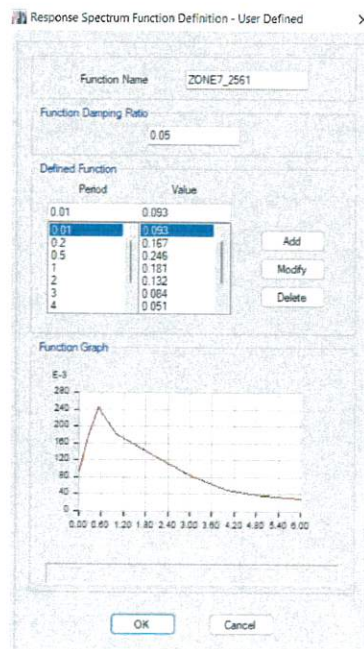 Response Spectrum Function Definition - User Defined
Function Name ZONE7_2561
Function Damping Ratio
0.05
Defined Function
Period Value
0.01 0.093
0.01 0.093
0.2 0.167
0.5 0.246
1 0.181
2 0.132
3 0.084
4 0.051
Add
Modify
Delete
Function Graph
E-3
280
240
200
160
120
80
40
0
0.00 0.60 1.20 1.80 2.40 3.00 3.60 4.20 4.80 5.40 6.00
OK Cancel